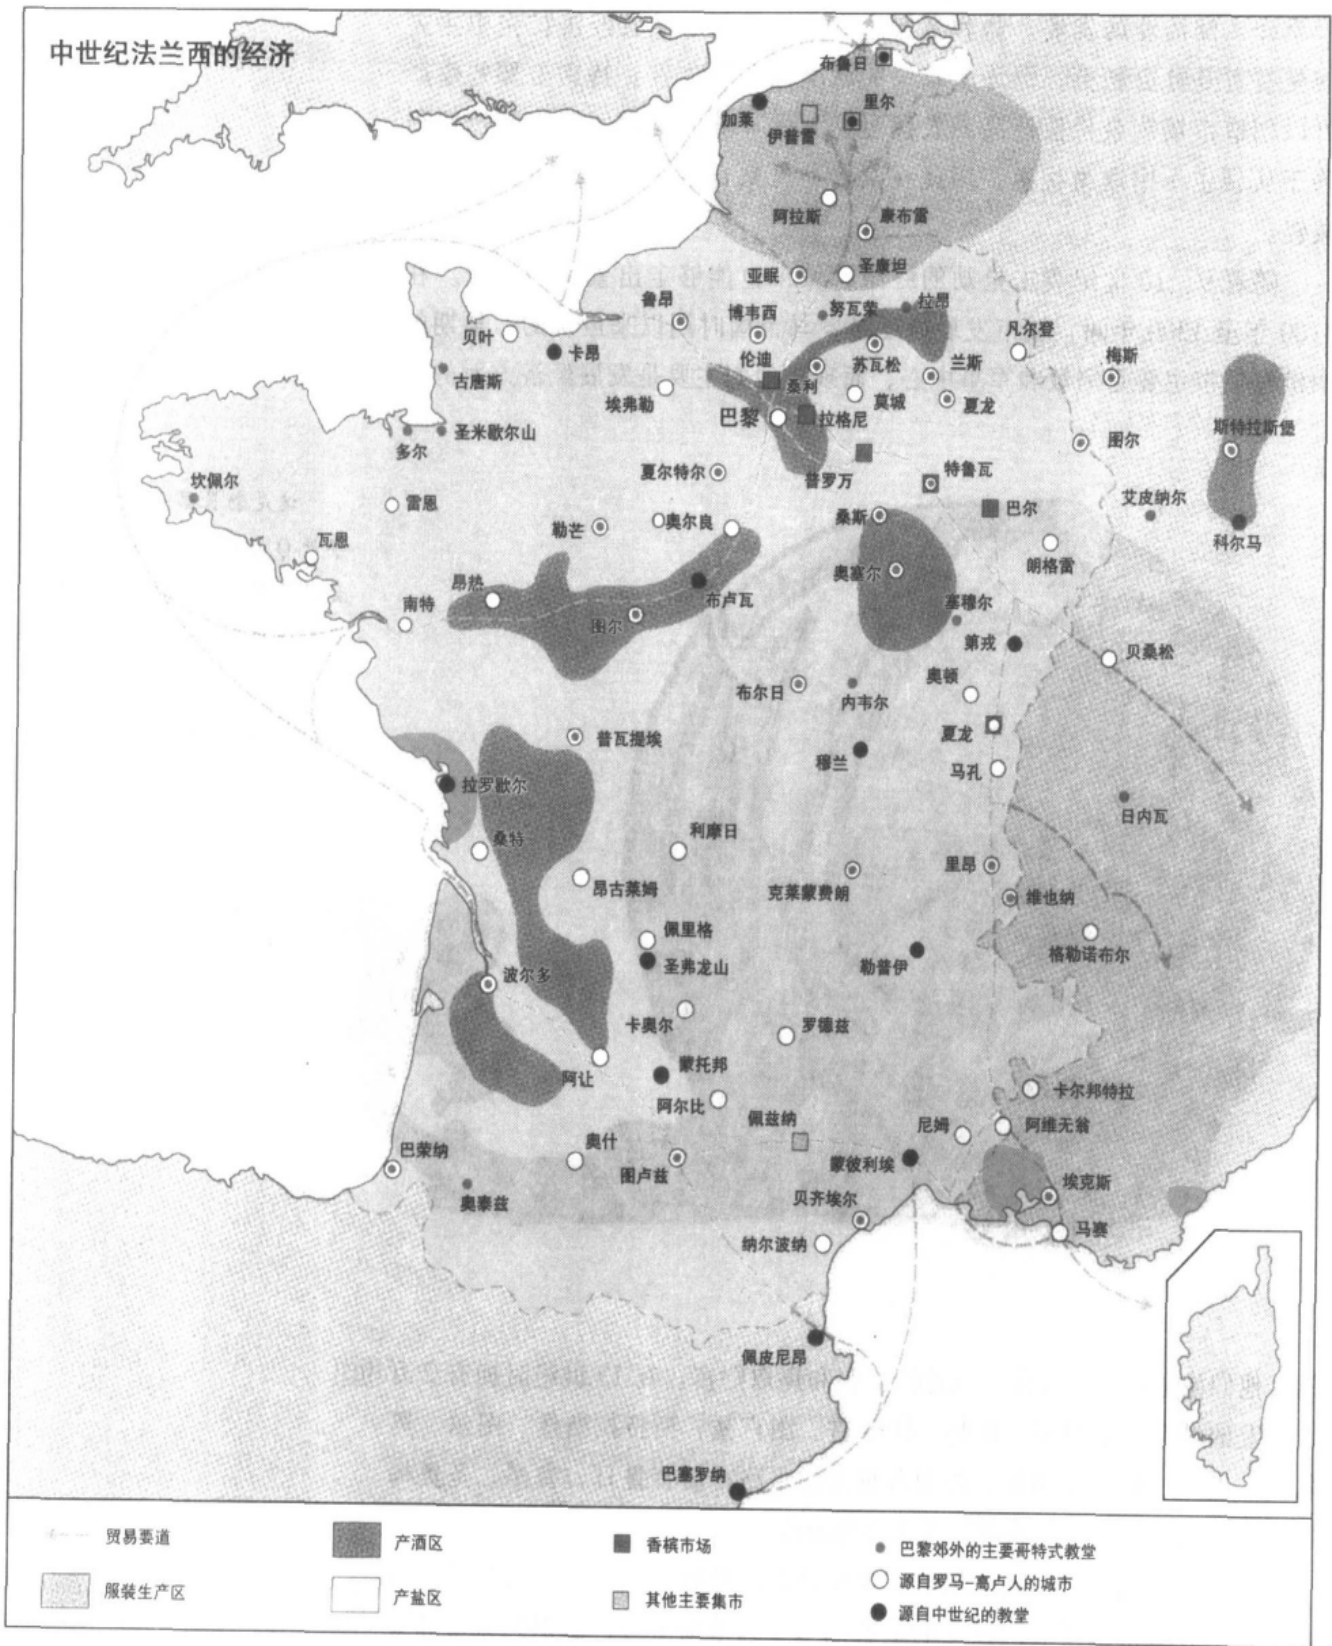 中世纪法兰西的经济
布鲁日
加莱
里尔
伊普雷
阿拉斯
康布雷
亚眠
圣康坦
鲁昂
博韦西
努瓦荣
拉昂
贝叶
卡昂
伦迪
苏瓦松
兰斯
凡尔登
梅斯
古唐斯
埃弗勒
桑利
莫城
夏龙
巴黎
拉格尼
多尔
圣米歇尔山
图尔
斯特拉斯堡
坎佩尔
夏尔特尔
普罗万
特鲁瓦
艾皮纳尔
雷恩
勒芒
奥尔良
桑斯
巴尔
科尔马
瓦恩
朗格雷
昂热
布卢瓦
奥塞尔
南特
图尔
塞穆尔
第戎
贝桑松
布尔日
内韦尔
奥顿
普瓦提埃
夏龙
穆兰
马孔
拉罗歇尔
日内瓦
桑特
利摩日
昂古莱姆
克莱蒙费朗
里昂
维也纳
佩里格
格勒诺布尔
圣弗龙山
勒普伊
波尔多
卡奥尔
罗德兹
阿让
蒙托邦
卡尔邦特拉
阿尔比
佩兹纳
尼姆
阿维无翁
巴荣纳
奥什
图卢兹
蒙彼利埃
奥泰兹
贝齐埃尔
埃克斯
纳尔波纳
马赛
佩皮尼昂
巴塞罗纳
贸易要道
产酒区
香槟市场
巴黎郊外的主要哥特式教堂
服装生产区
产盐区
其他主要集市
源自罗马-高卢人的城市
源自中世纪的教堂